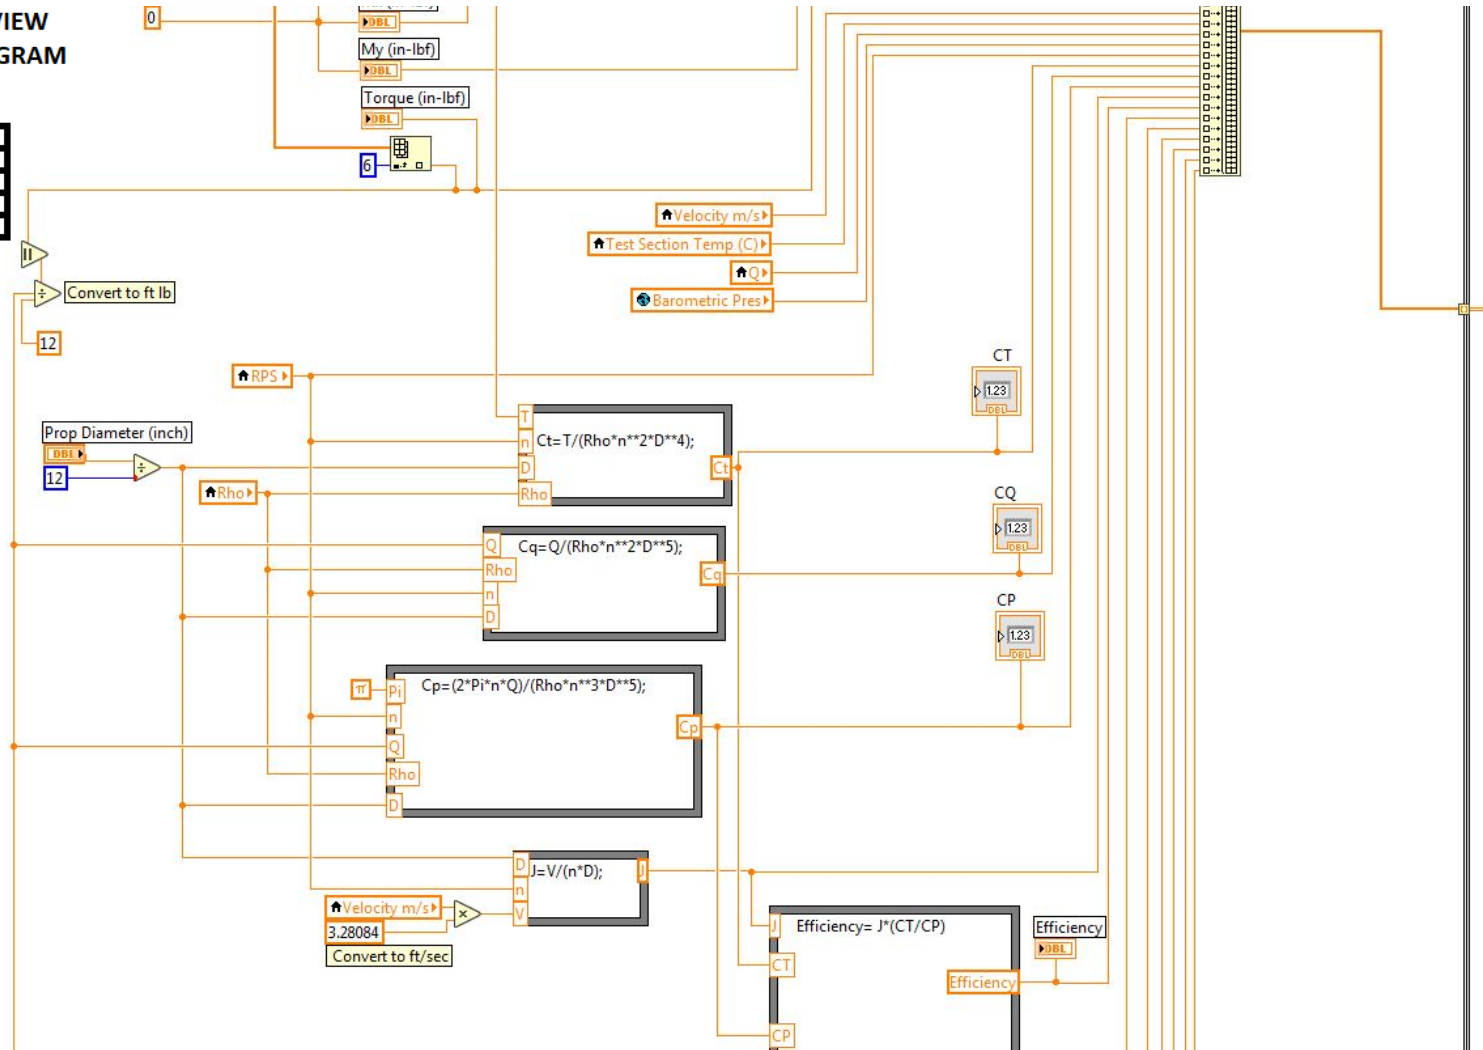 VIEW
GRAM
0
DBL
My (in-lbf)
DBL
Torque (in-lbf)
DBL
6
Velocity m/s
Test Section Temp (C)
Q
Barometric Pres
Convert to ft lb
12
RPS
CT
1.23
DBL
Prop Diameter (inch)
DBL
12
Rho
T
n
D
Rho
Ct=T/(Rho*n**2*D**4);
Ct
CQ
1.23
DBL
Q
Rho
n
D
Cq=Q/(Rho*n**2*D**5);
Cq
CP
1.23
DBL
π
Pi
n
Q
Rho
D
Cp=(2*Pi*n*Q)/(Rho*n**3*D**5);
Cp
D
n
V
J=V/(n*D);
J
Velocity m/s
3.28084
Convert to ft/sec
J
CT
CP
Efficiency= J*(CT/CP)
Efficiency
Efficiency
DBL